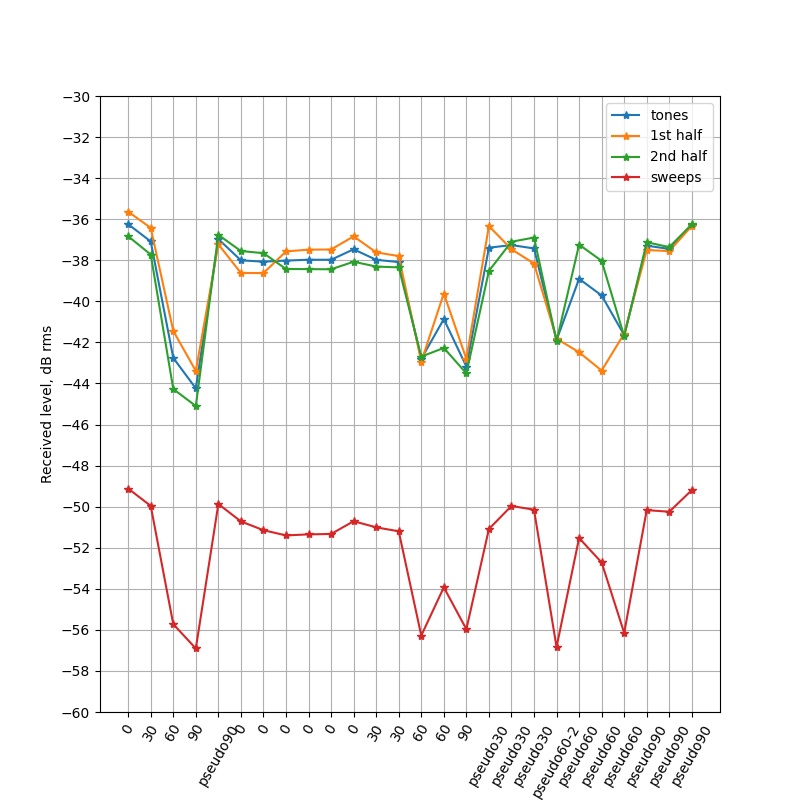 −30
−32
−34
−36
−38
−40
−42
−44
−46
−48
−50
−52
−54
−56
−58
−60
Received level, dB rms
tones
1st half
2nd half
sweeps
0
30
60
90
pseudo90
0
0
0
0
0
0
30
30
60
60
90
pseudo30
pseudo30
pseudo30
pseudo60-2
pseudo60
pseudo60
pseudo60
pseudo90
pseudo90
pseudo90